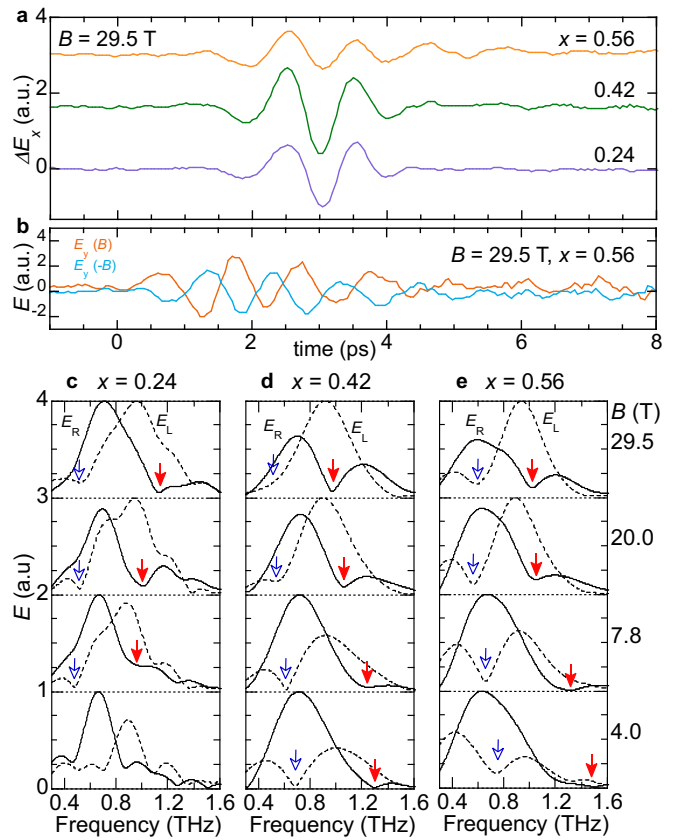 a
B = 29.5 T
x = 0.56
0.42
0.24
4
2
0
ΔE_x (a.u.)
b
E_y (B)
E_y (-B)
B = 29.5 T, x = 0.56
4
2
0
-2
E (a.u.)
0 2 4 6 8
time (ps)
c x = 0.24 d x = 0.42 e x = 0.56
B (T)
E_R E_L E_R E_L E_R E_L
29.5
20.0
7.8
4.0
4
3
2
1
0
E (a.u)
0.4 0.8 1.2 1.6 0.4 0.8 1.2 1.6 0.4 0.8 1.2 1.6
Frequency (THz) Frequency (THz) Frequency (THz)